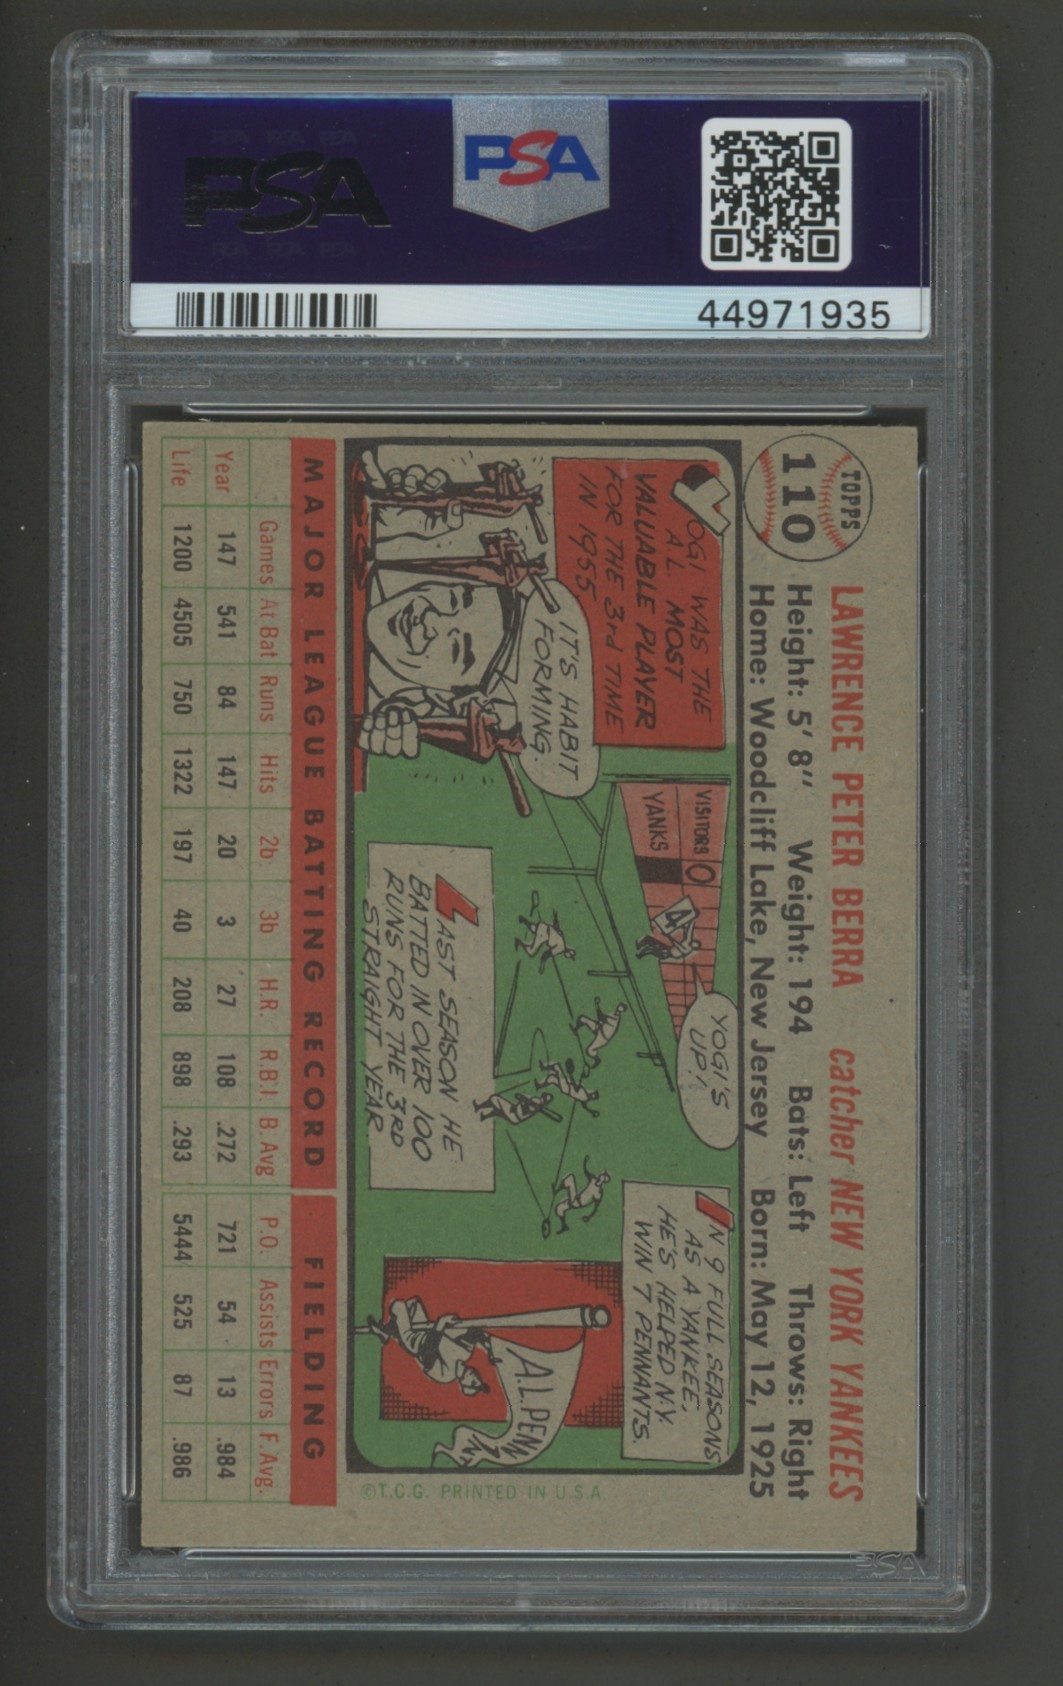 PSA
PSA
44971935
TOPPS
110
LAWRENCE PETER BERRA catcher NEW YORK YANKEES
Height: 5' 8" Weight: 194 Bats: Left Throws: Right
Home: Woodcliff Lake, New Jersey Born: May 12, 1925
YOGI WAS THE
A.L. MOST
VALUABLE PLAYER
FOR THE 3rd TIME
IN 1955
IT'S HABIT
FORMING.
VISITORS 0
YANKS
4
YOGI'S
UP!
LAST SEASON HE
BATTED IN OVER 100
RUNS FOR THE 3RD
STRAIGHT YEAR.
IN 9 FULL SEASONS
AS A YANKEE,
HE'S HELPED N.Y.
WIN 7 PENNANTS.
A.L. PENNANT
©T.C.G. PRINTED IN U.S.A.
MAJOR LEAGUE BATTING RECORD FIELDING
Games At Bat Runs Hits 2b 3b H.R. R.B.I B. Avg P.O. Assists Errors F. Avg.
Year 147 541 84 147 20 3 27 108 .272 721 54 13 .984
Life 1200 4505 750 1322 197 40 208 898 .293 5444 525 87 .986
PSA